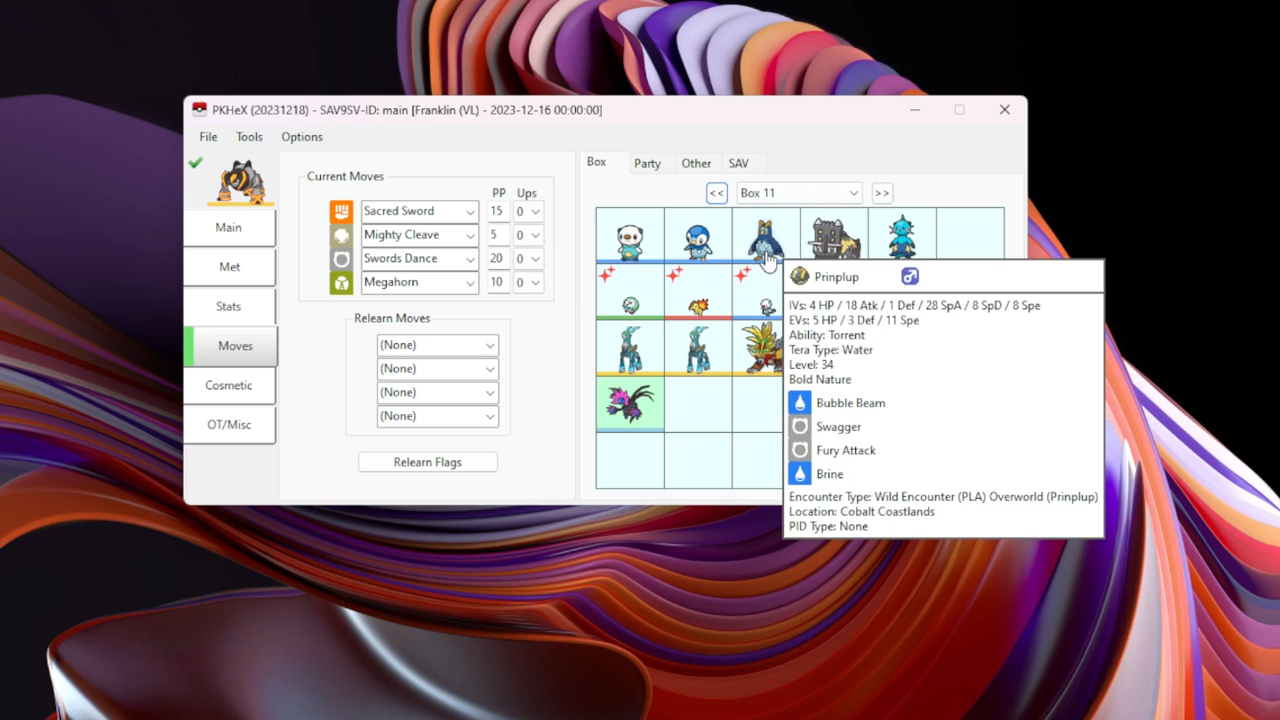 PKHeX (20231218) - SAV9SV-ID: main [Franklin (VL) - 2023-12-16 00:00:00]
File Tools Options
Main
Met
Stats
Moves
Cosmetic
OT/Misc
Current Moves
PP Ups
Sacred Sword 15 0
Mighty Cleave 5 0
Swords Dance 20 0
Megahorn 10 0
Relearn Moves
(None)
(None)
(None)
(None)
Relearn Flags
Box Party Other SAV
<< Box 11 >>
Prinplup
IVs: 4 HP / 18 Atk / 1 Def / 28 SpA / 8 SpD / 8 Spe
EVs: 5 HP / 3 Def / 11 Spe
Ability: Torrent
Tera Type: Water
Level: 34
Bold Nature
Bubble Beam
Swagger
Fury Attack
Brine
Encounter Type: Wild Encounter (PLA) Overworld (Prinplup)
Location: Cobalt Coastlands
PID Type: None